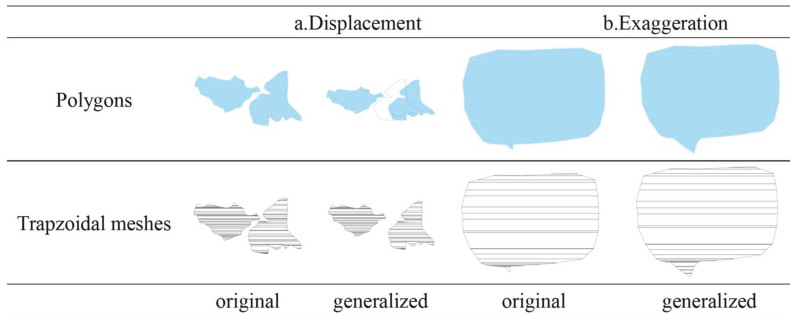 a.Displacement b.Exaggeration
Polygons
Trapzoidal meshes
original generalized original generalized